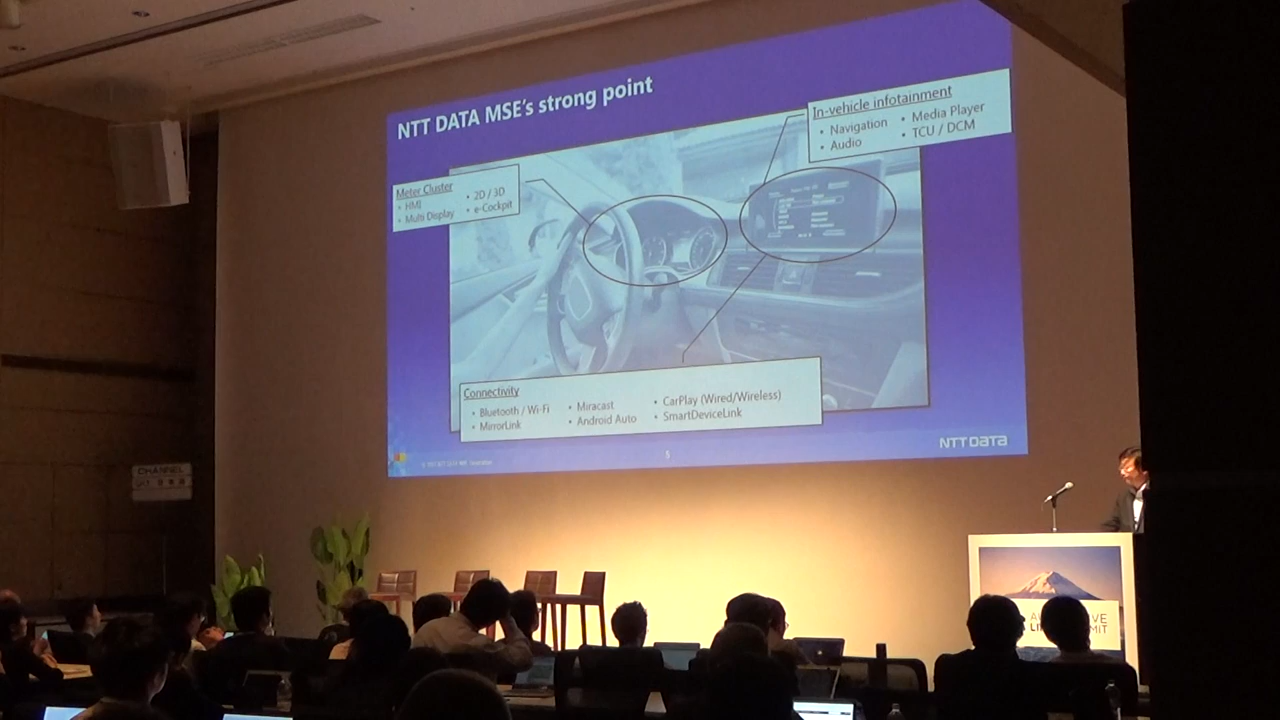 NTT DATA MSE's strong point
In-vehicle infotainment
• Navigation
• Audio
• Media Player
• TCU / DCM
Meter Cluster
• HMI
• Multi Display
• 2D / 3D
• e-Cockpit
Connectivity
• Bluetooth / Wi-Fi
• MirrorLink
• Miracast
• Android Auto
• CarPlay (Wired/Wireless)
• SmartDeviceLink
5
NTT DATA
CHANNEL